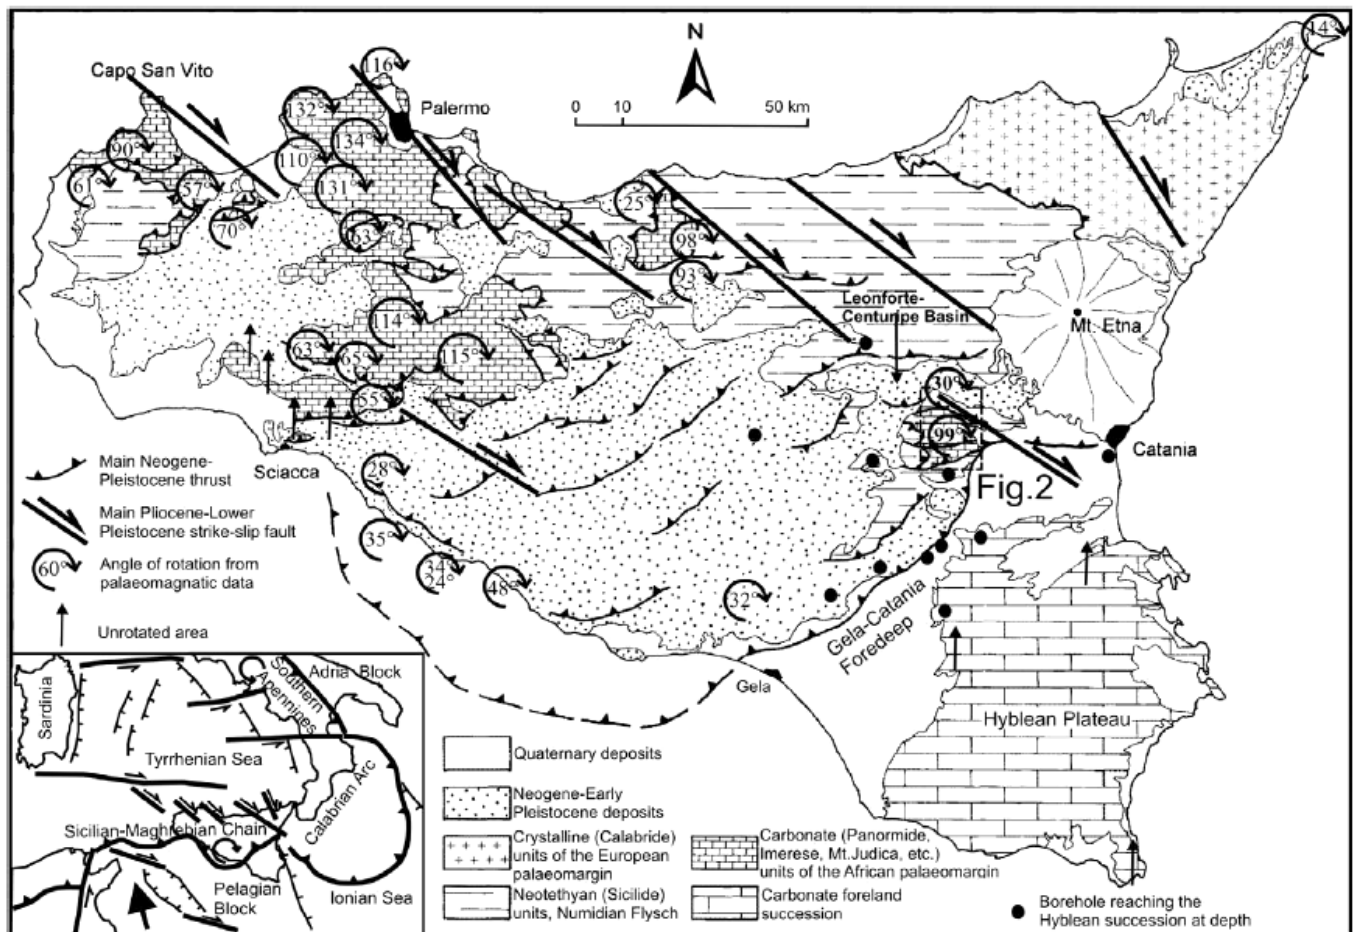 N
14°
116
Capo San Vito
132°
Palermo
0 10 50 km
134°
90°
110°
131°
61°
57°
25°
70°
53°
98°
93°
Leonforte-
Centuripe Basin
114°
Mt. Etna
63°
65°
115°
30°
55°
99°
Catania
Sciacca
28°
Fig.2
Main Neogene-
Pleistocene thrust
Main Pliocene-Lower
Pleistocene strike-slip fault
35°
34°
24°
48°
32°
60°
Angle of rotation from
palaeomagnatic data
Unrotated area
Gela-Catania
Foredeep
Gela
Hyblean Plateau
Sardinia
Southern
Apennines
Adria Block
Tyrrhenian Sea
Calabrian Arc
Sicilian-Maghrebian Chain
Pelagian
Block
Ionian Sea
Quaternary deposits
Neogene-Early
Pleistocene deposits
Crystalline (Calabride)
units of the European
palaeomargin
Neotethyan (Sicilide)
units, Numidian Flysch
Carbonate (Panormide,
Imerese, Mt.Judica, etc.)
units of the African palaeomargin
Carbonate foreland
succession
Borehole reaching the
Hyblean succession at depth